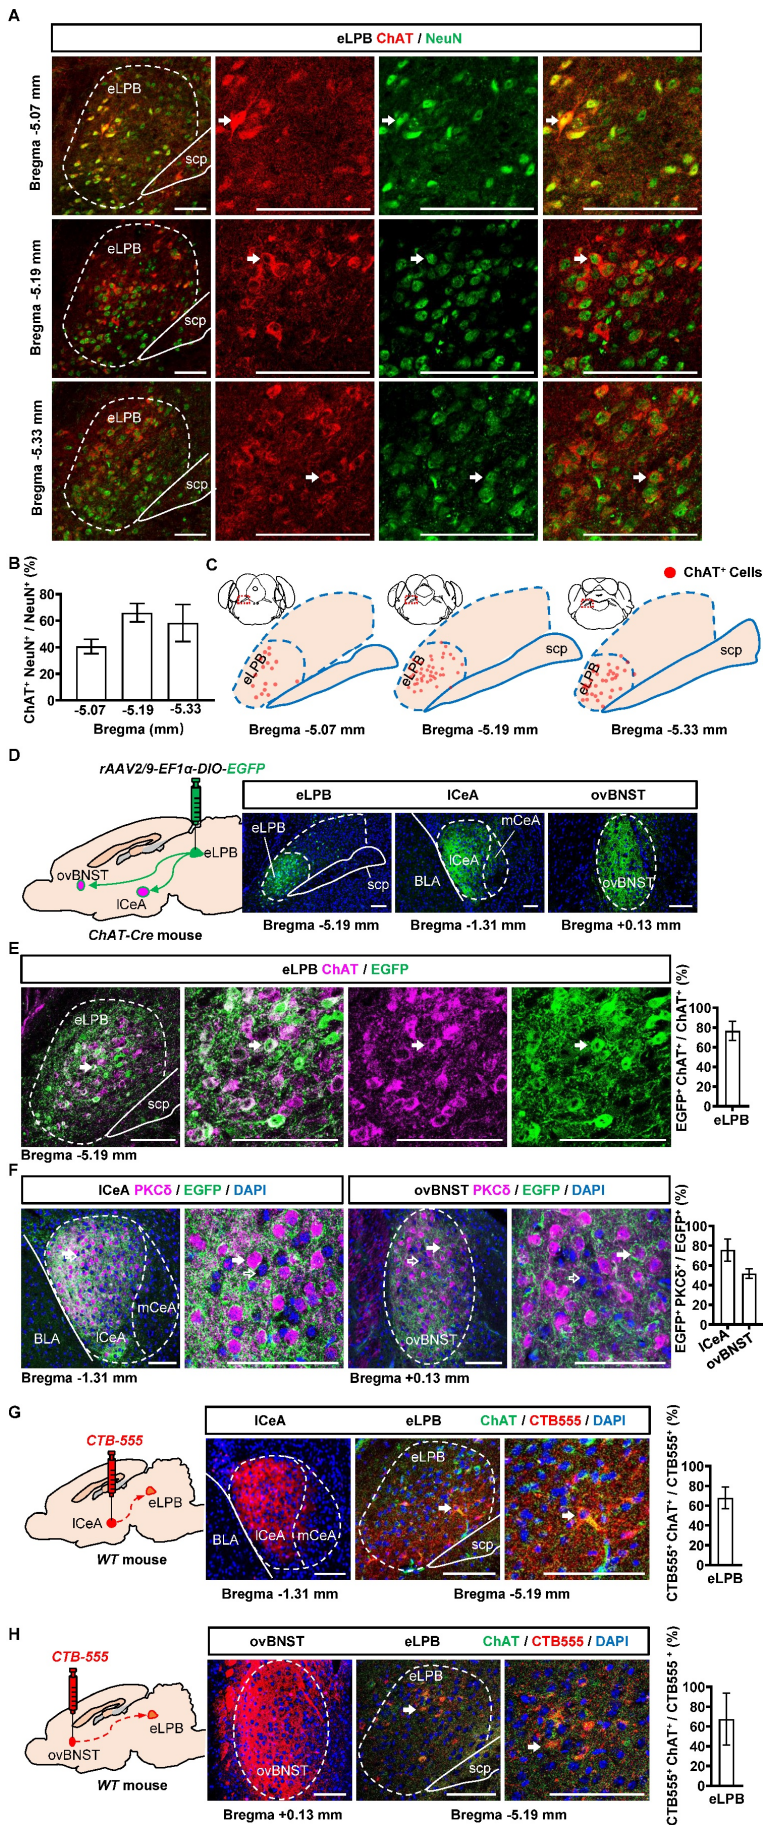 A
eLPB ChAT / NeuN
Bregma -5.07 mm
eLPB
scp
Bregma -5.19 mm
eLPB
scp
Bregma -5.33 mm
eLPB
scp
B
ChAT⁺ NeuN⁺ / NeuN⁺ (%)
80
60
40
20
0
-5.07 -5.19 -5.33
Bregma (mm)
C
ChAT⁺ Cells
eLPB
eLPB
scp
eLPB
scp
Bregma -5.07 mm
Bregma -5.19 mm
Bregma -5.33 mm
D
rAAV2/9-EF1α-DIO-EGFP
eLPB
ovBNST
lCeA
ChAT-Cre mouse
eLPB lCeA ovBNST
eLPB
scp
mCeA
lCeA
BLA
ovBNST
Bregma -5.19 mm Bregma -1.31 mm Bregma +0.13 mm
E
eLPB ChAT / EGFP
eLPB
scp
Bregma -5.19 mm
EGFP⁺ ChAT⁺ / ChAT⁺ (%)
100
80
60
40
20
0
eLPB
F
lCeA PKCδ / EGFP / DAPI
ovBNST PKCδ / EGFP / DAPI
mCeA
BLA
lCeA
ovBNST
Bregma -1.31 mm
Bregma +0.13 mm
EGFP⁺ PKCδ⁺ / EGFP⁺ (%)
100
80
60
40
20
0
lCeA
ovBNST
G
CTB-555
eLPB
lCeA
WT mouse
lCeA eLPB ChAT / CTB555 / DAPI
eLPB
lCeA
mCeA
BLA
scp
Bregma -1.31 mm
Bregma -5.19 mm
CTB555⁺ ChAT⁺ / CTB555⁺ (%)
100
80
60
40
20
0
eLPB
H
CTB-555
eLPB
ovBNST
WT mouse
ovBNST eLPB ChAT / CTB555 / DAPI
eLPB
ovBNST
scp
Bregma +0.13 mm
Bregma -5.19 mm
CTB555⁺ ChAT⁺ / CTB555 ⁺ (%)
100
80
60
40
20
0
eLPB